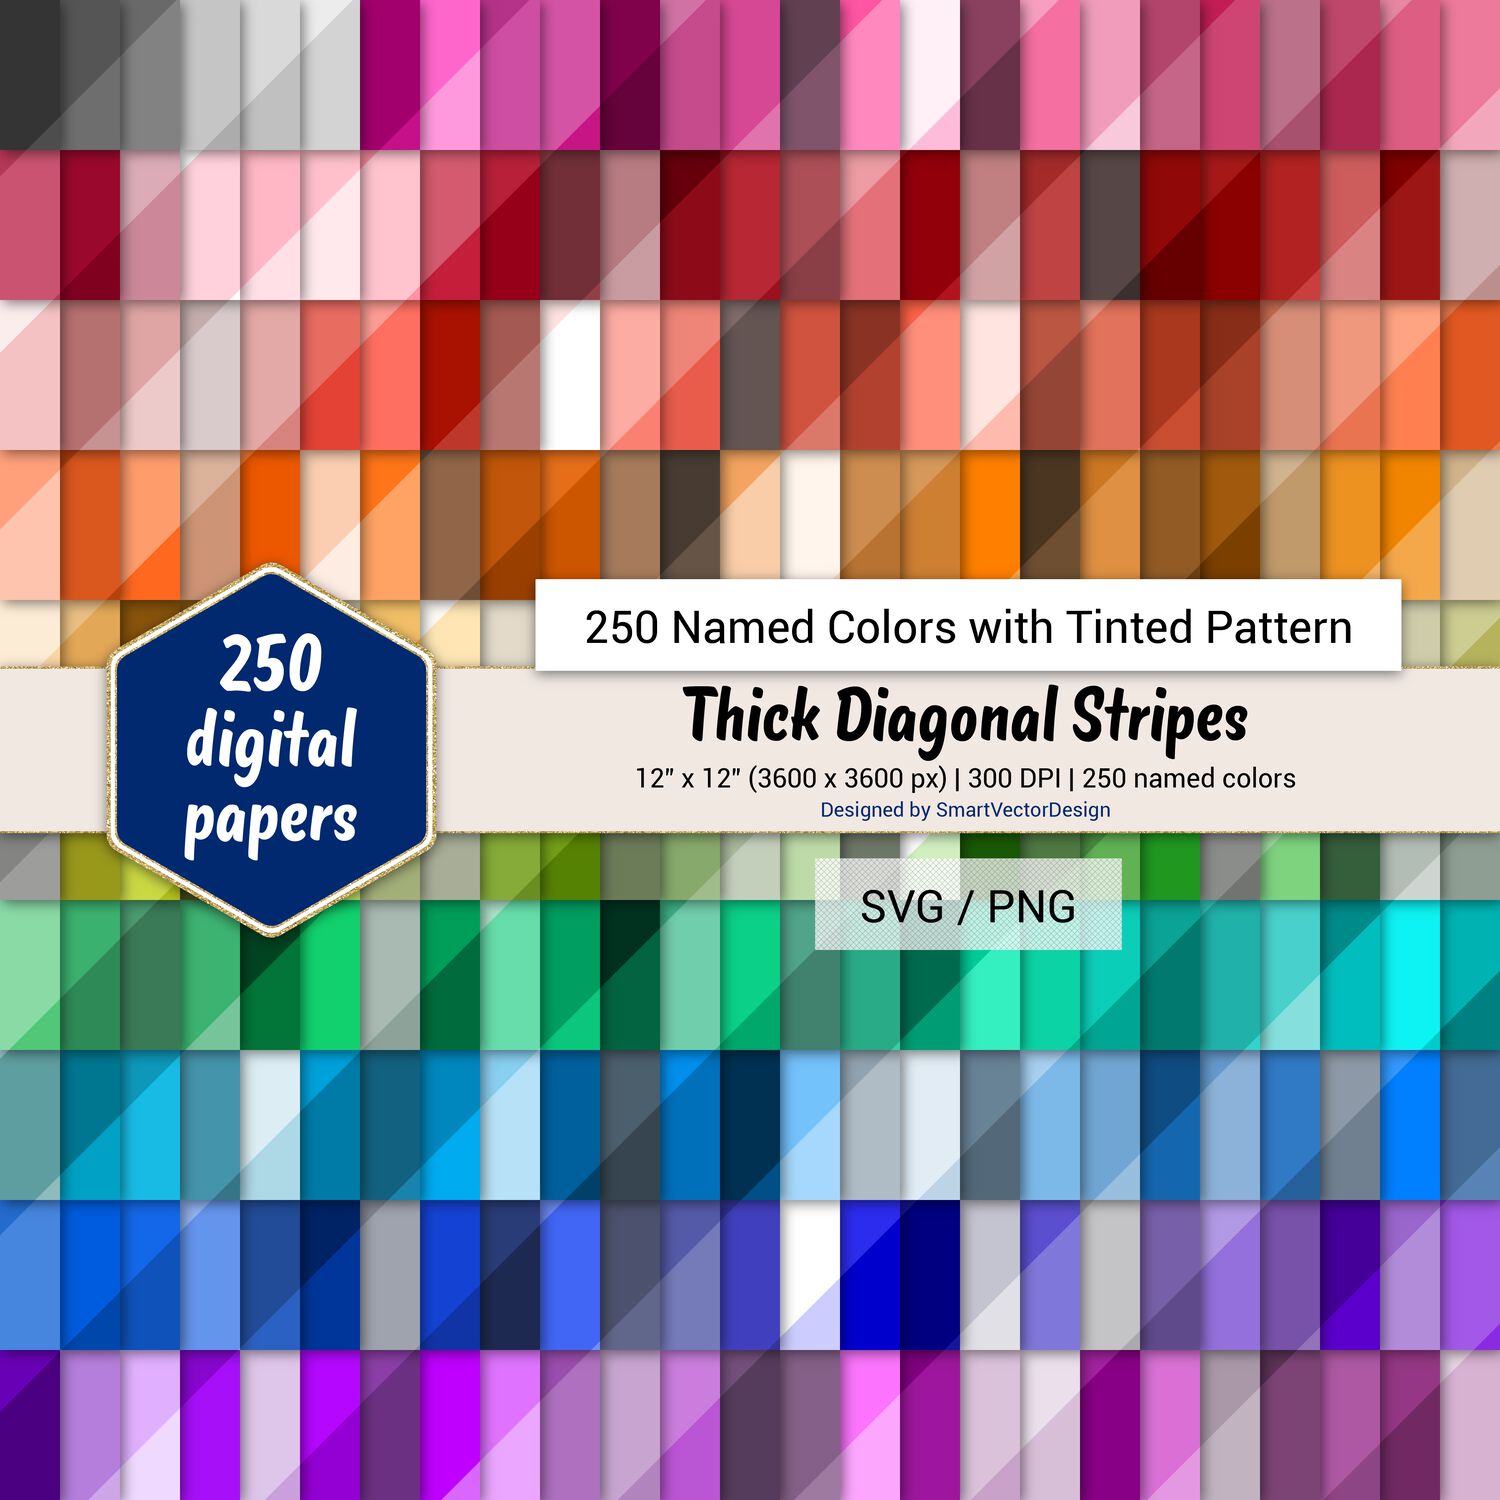 250 Named Colors with Tinted Pattern
250
digital
papers
Thick Diagonal Stripes
12" x 12" (3600 x 3600 px) | 300 DPI | 250 named colors
Designed by SmartVectorDesign
SVG / PNG